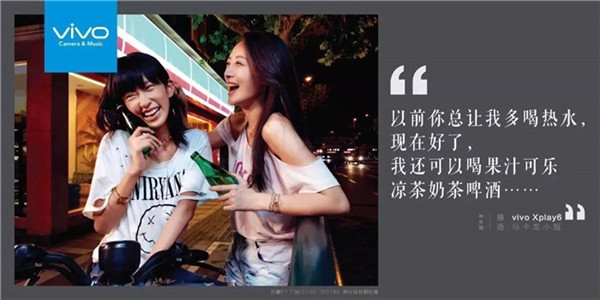 vivo
Camera & Music
NIRVANA
以前你总让我多喝热水，
现在好了，
我还可以喝果汁可乐
凉茶奶茶啤酒……
vivo Xplay6